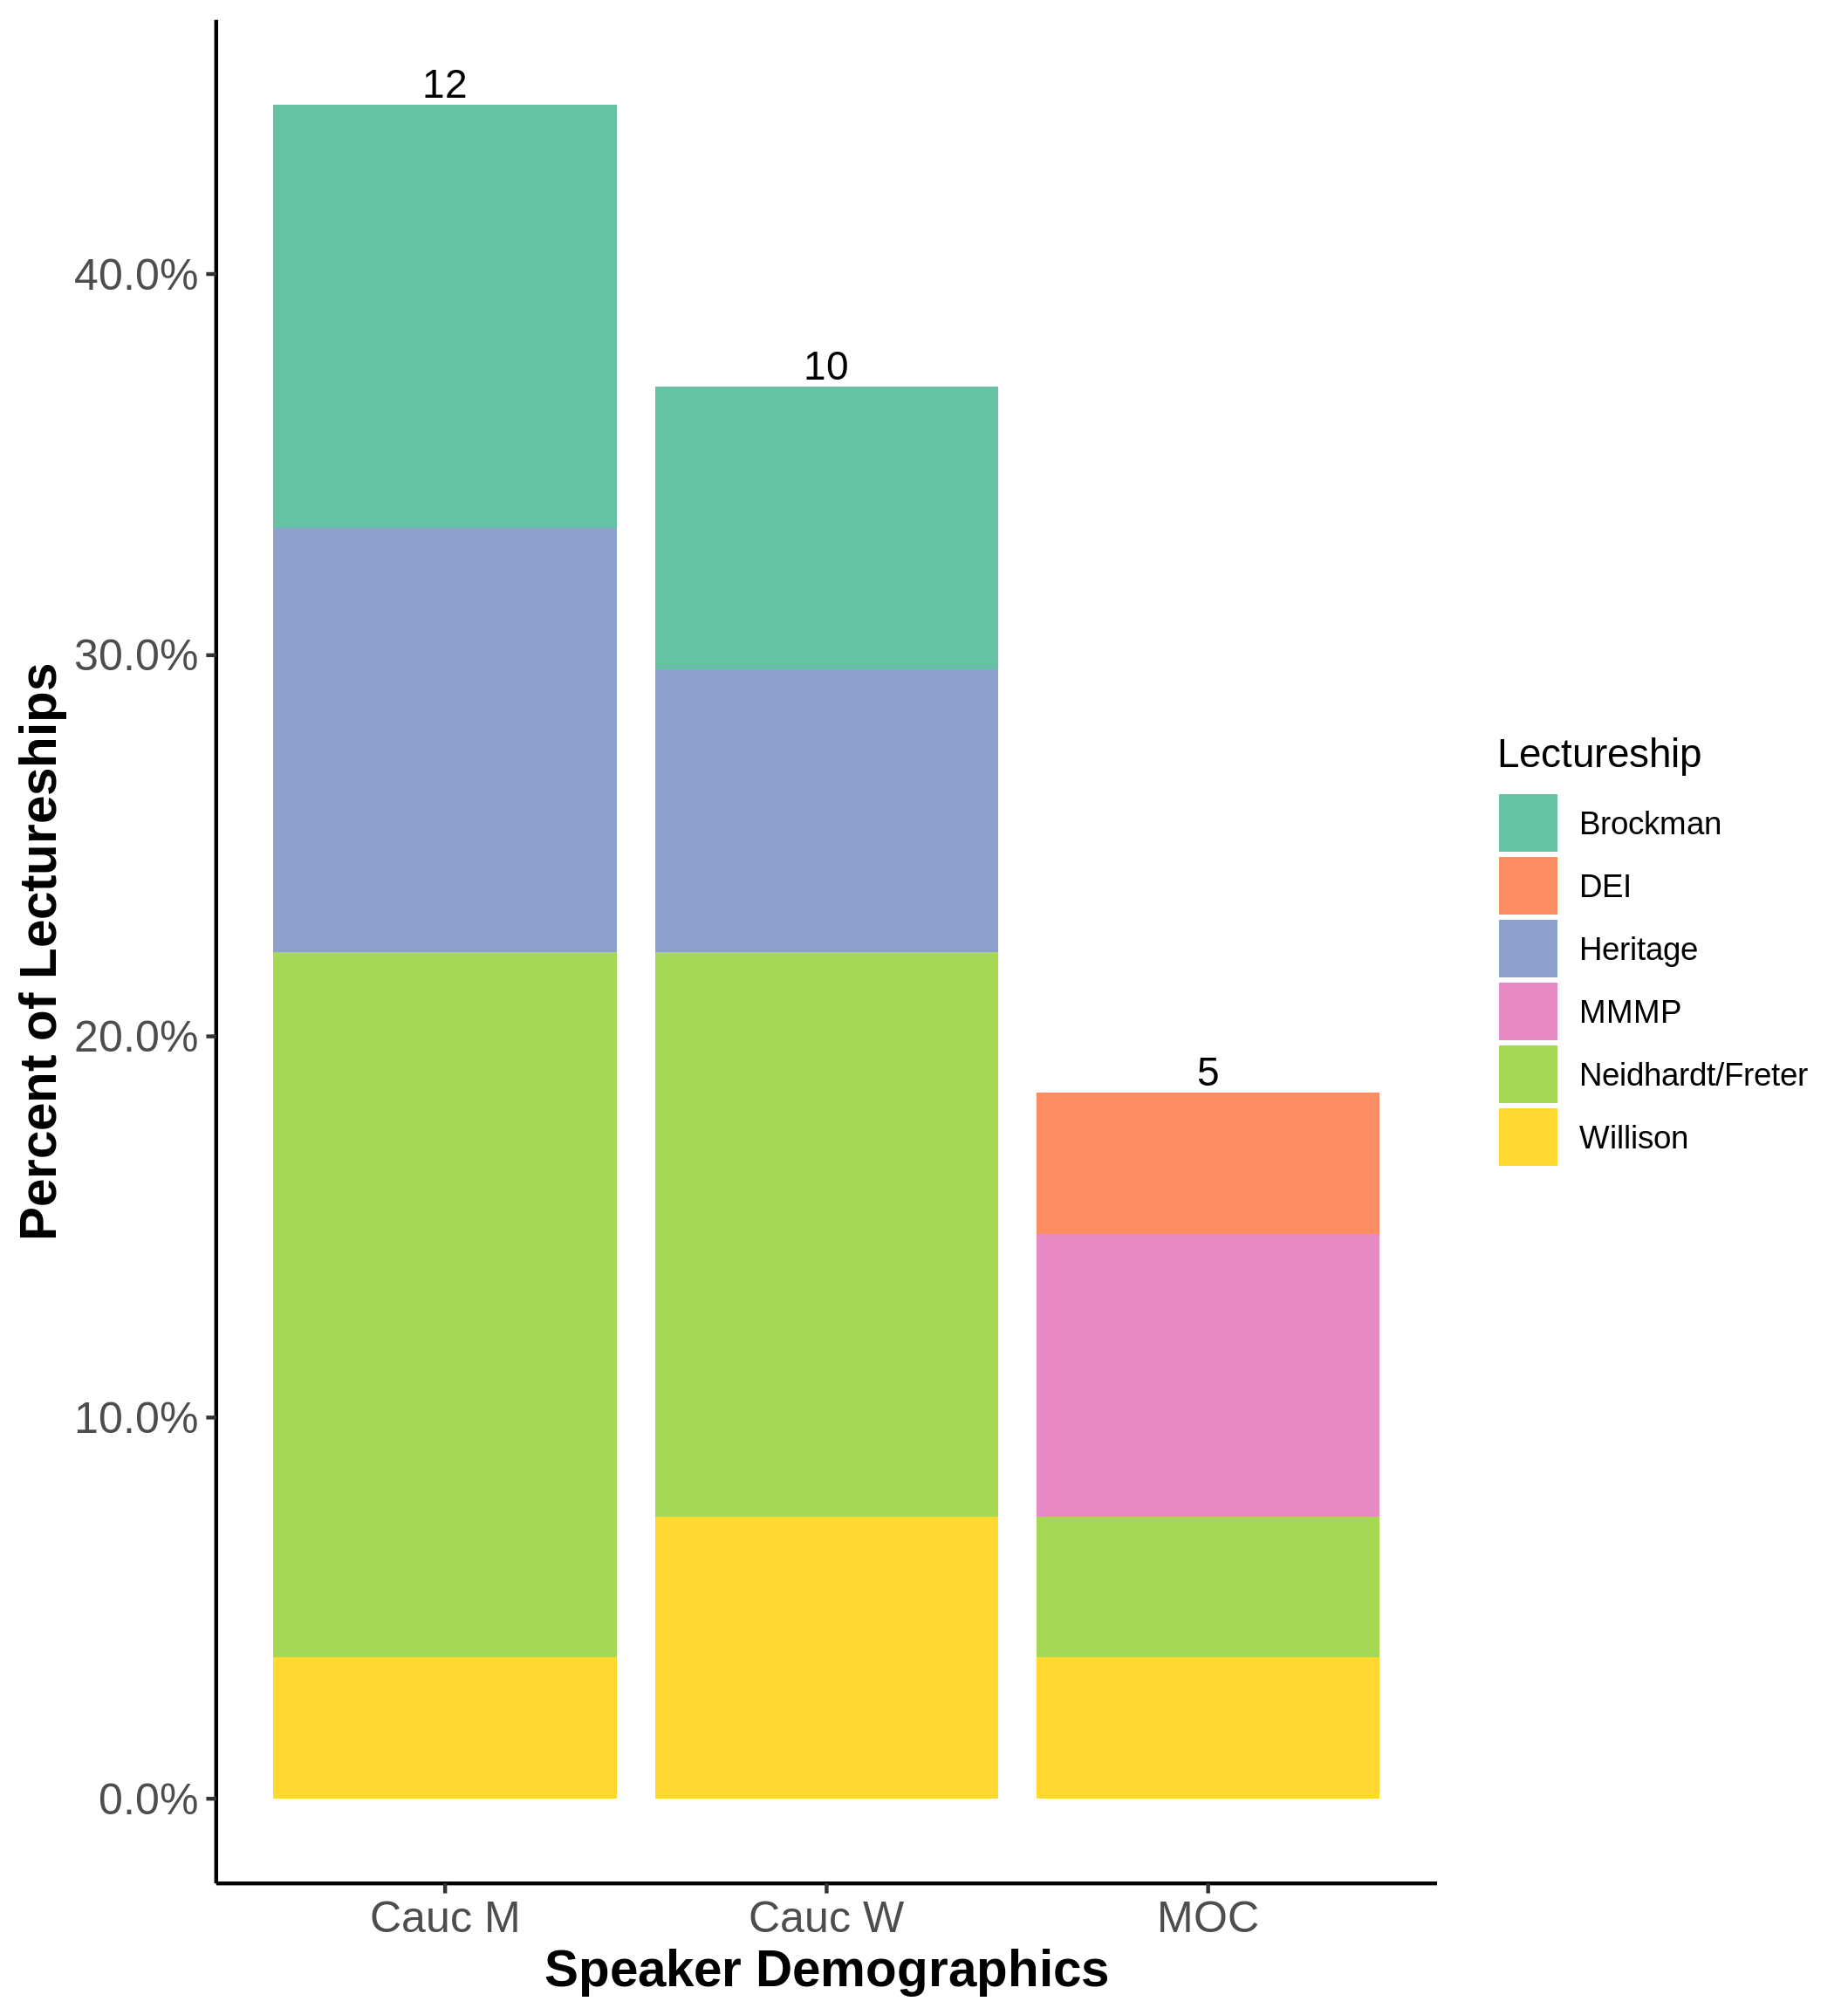 12
10
5
40.0%
30.0%
20.0%
10.0%
0.0%
Percent of Lectureships
Cauc M
Cauc W
MOC
Speaker Demographics
Lectureship
Brockman
DEI
Heritage
MMMP
Neidhardt/Freter
Willison